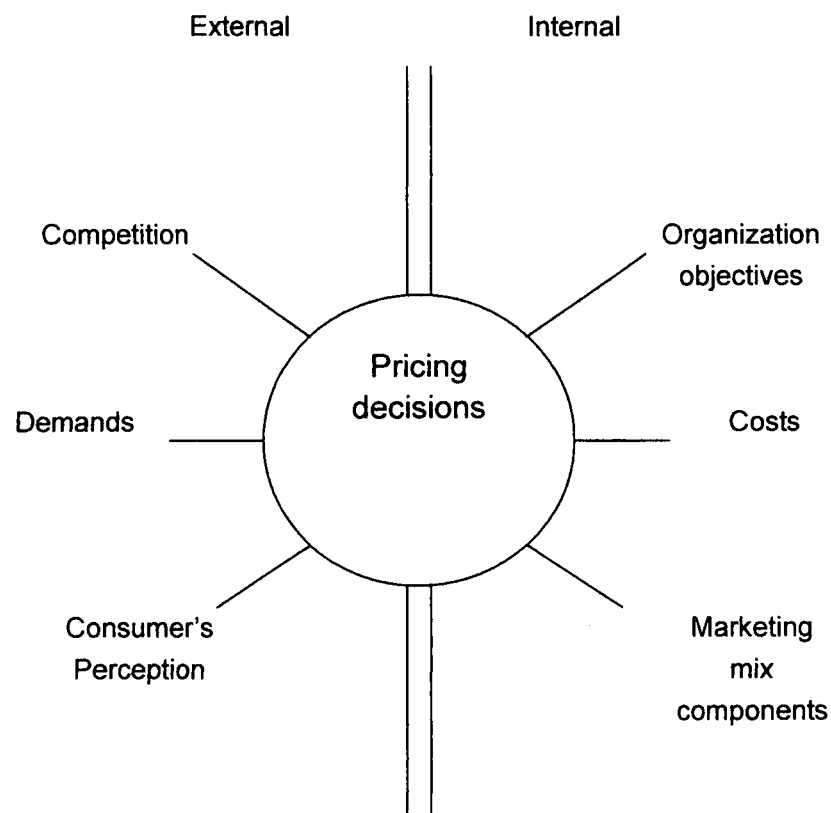 External
Internal
Competition
Organization
objectives
Pricing
decisions
Demands
Costs
Consumer's
Perception
Marketing
mix
components